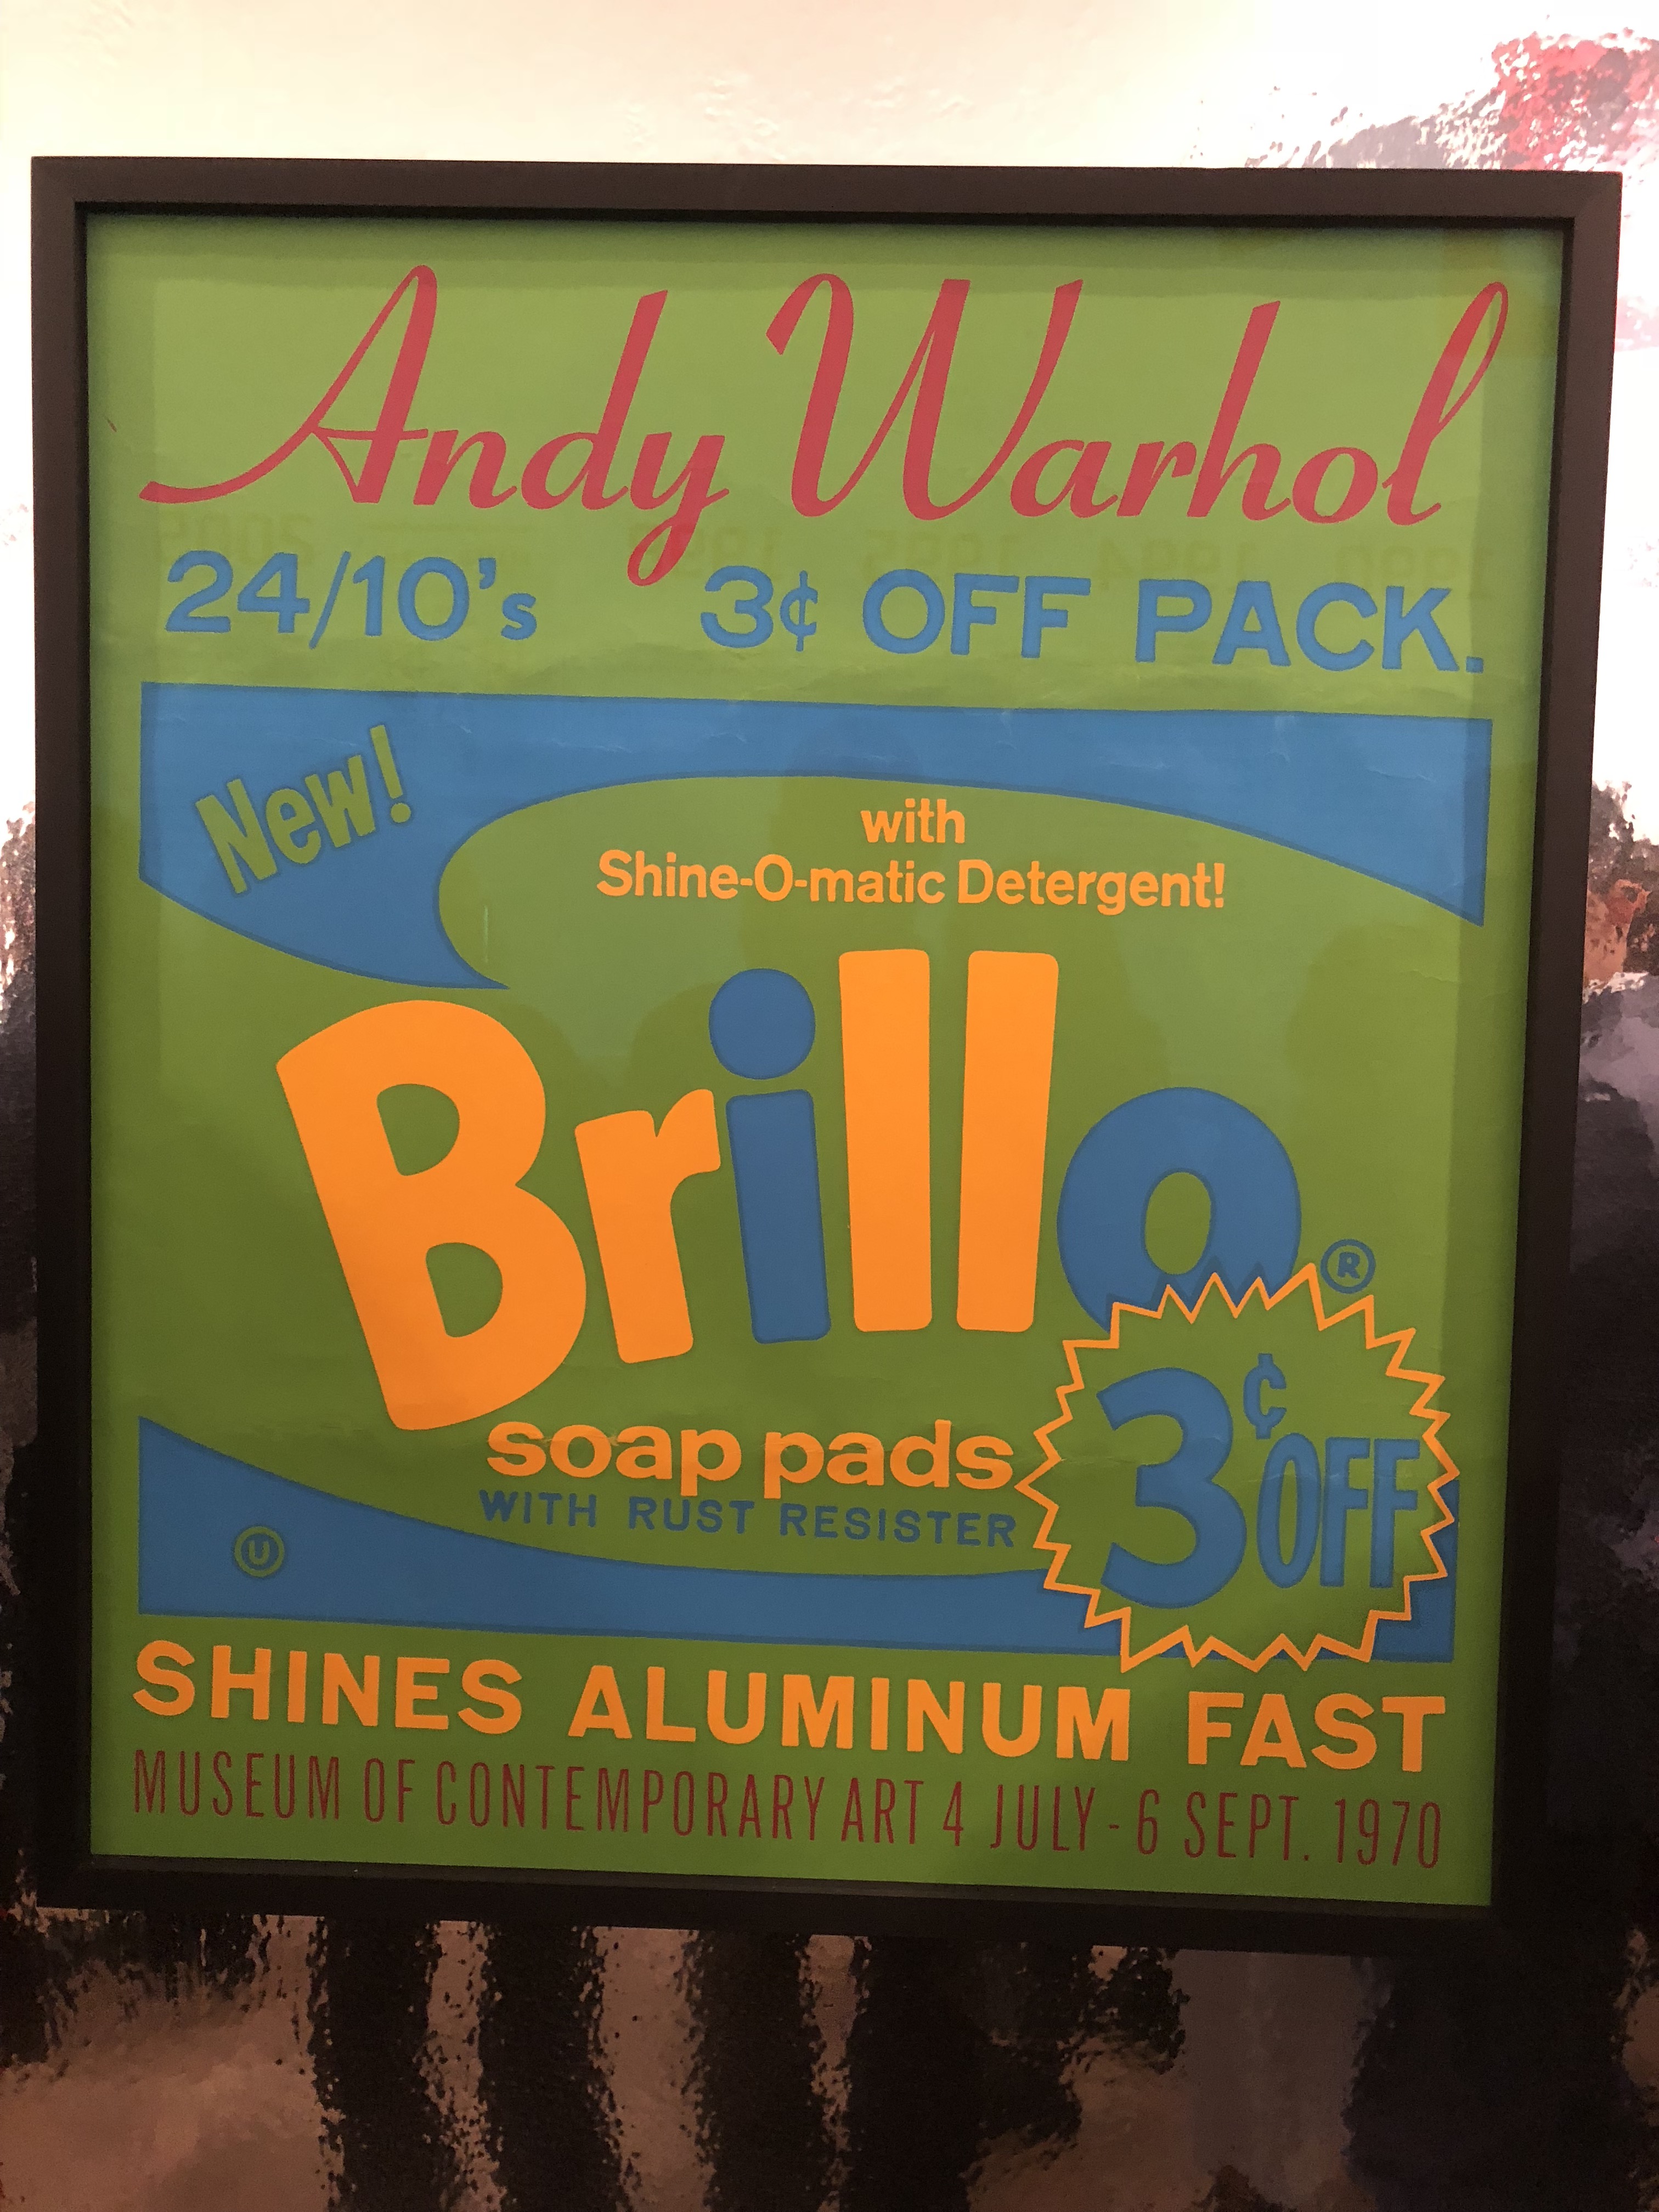 Andy Warhol
24/10's 3¢ OFF PACK.
New!
with
Shine-O-matic Detergent!
Brillo®
soap pads
WITH RUST RESISTER
3¢ OFF
U
SHINES ALUMINUM FAST
MUSEUM OF CONTEMPORARY ART 4 JULY - 6 SEPT. 1970